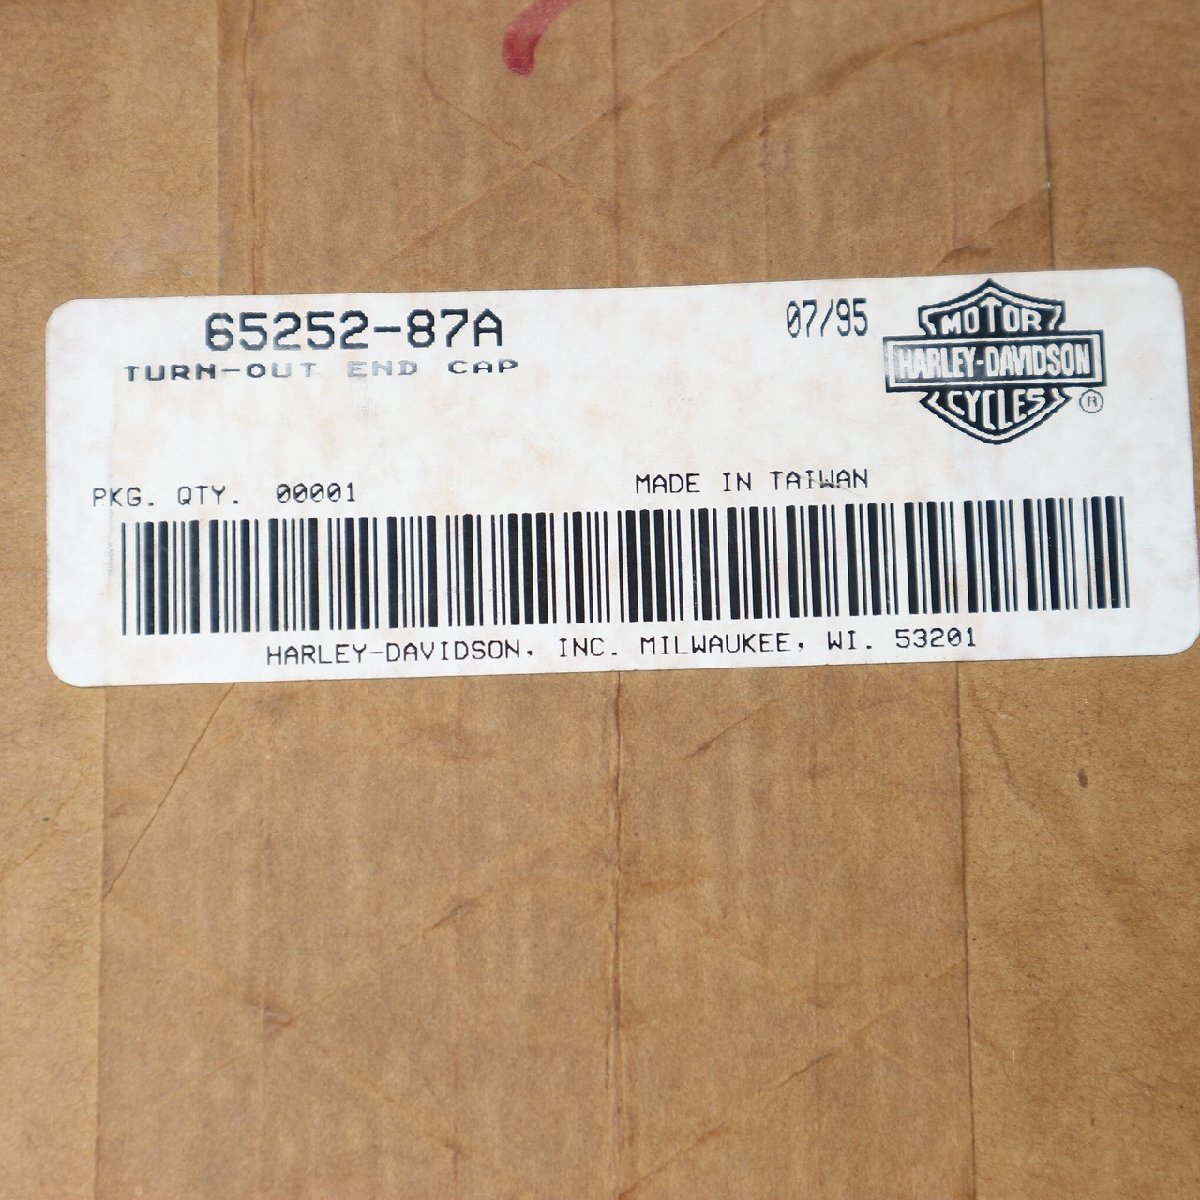 65252-87A
TURN-OUT END CAP
07/95
MOTOR
HARLEY-DAVIDSON
CYCLES
®
PKG. QTY. 00001
MADE IN TAIWAN
HARLEY-DAVIDSON, INC. MILWAUKEE, WI. 53201